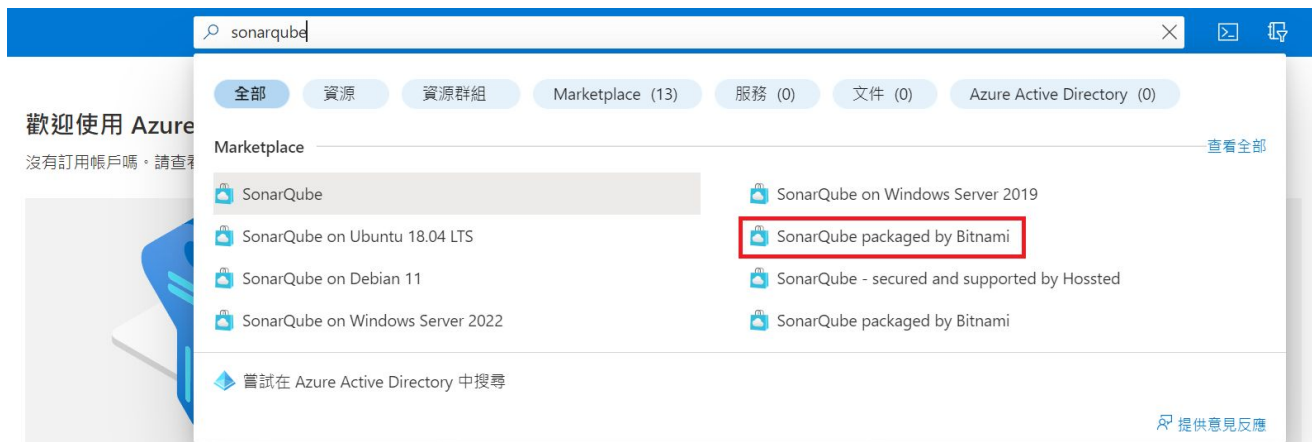 sonarqube
全部 資源 資源群組 Marketplace (13) 服務 (0) 文件 (0) Azure Active Directory (0)
歡迎使用 Azure
沒有訂用帳戶嗎。請查看
Marketplace 查看全部
SonarQube SonarQube on Windows Server 2019
SonarQube on Ubuntu 18.04 LTS SonarQube packaged by Bitnami
SonarQube on Debian 11 SonarQube - secured and supported by Hossted
SonarQube on Windows Server 2022 SonarQube packaged by Bitnami
嘗試在 Azure Active Directory 中搜尋
提供意見反應